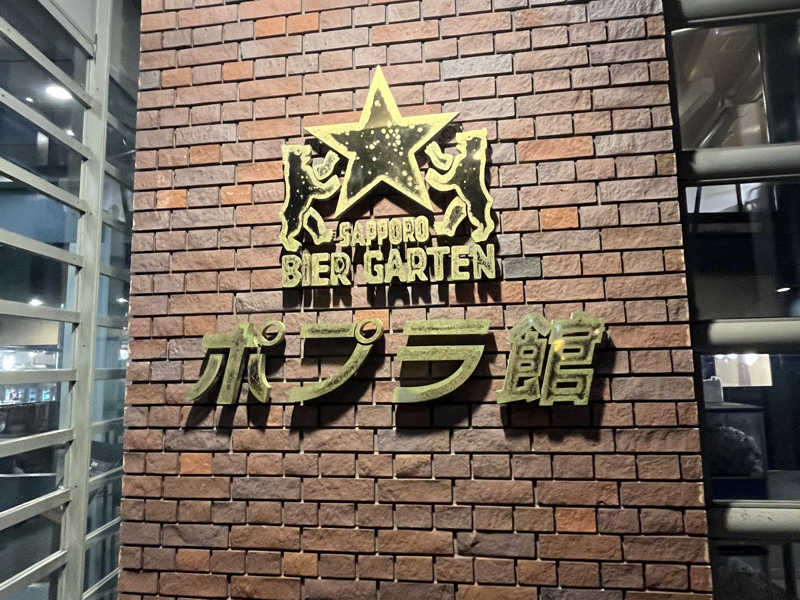 SAPPORO
BIER GARTEN
ポプラ館